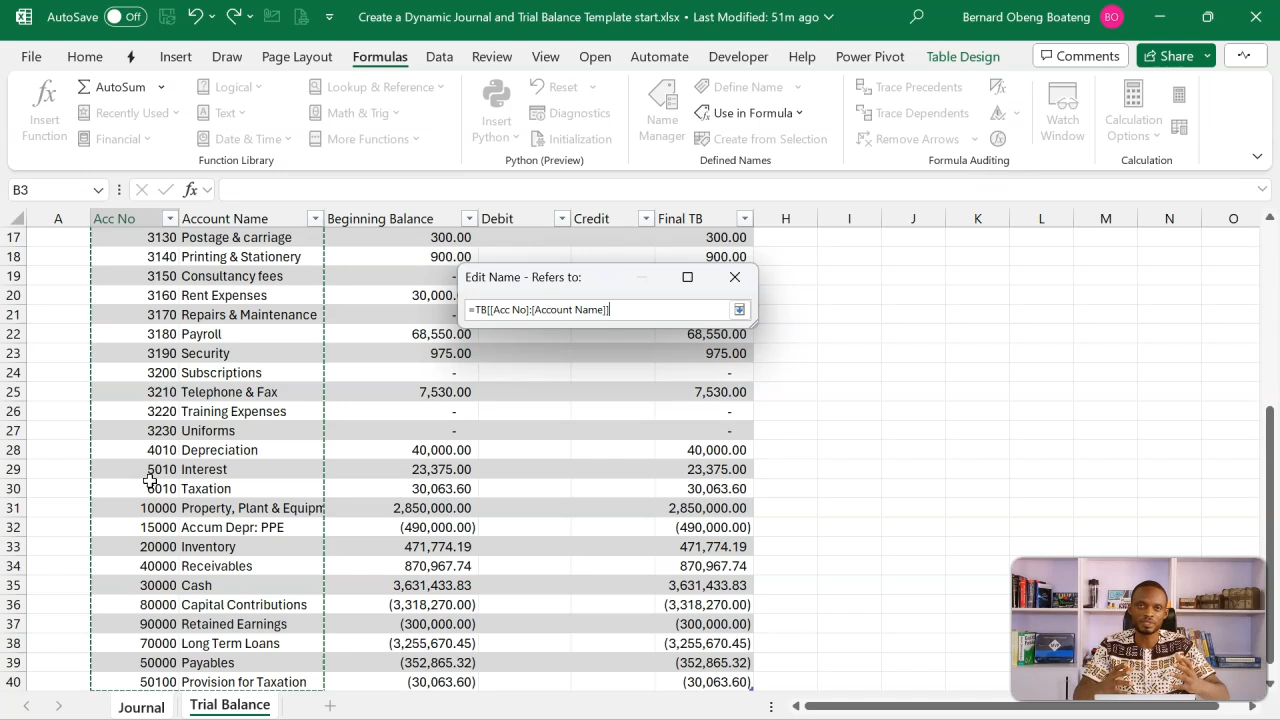 AutoSave Off Create a Dynamic Journal and Trial Balance Template start.xlsx • Last Modified: 51m ago Bernard Obeng Boateng BO
File Home Insert Draw Page Layout Formulas Data Review View Open Automate Developer Help Power Pivot Table Design Comments Share
fx Insert Function
AutoSum
Recently Used
Financial
Logical
Text
Date & Time
Lookup & Reference
Math & Trig
More Functions
Function Library
Insert Python
Reset
Diagnostics
Initialization
Python (Preview)
Name Manager
Define Name
Use in Formula
Create from Selection
Defined Names
Trace Precedents
Trace Dependents
Remove Arrows
Formula Auditing
Watch Window
Calculation Options
Calculation
B3 fx
A Acc No Account Name Beginning Balance Debit Credit Final TB H I J K L M N O
17 3130 Postage & carriage 300.00 300.00
18 3140 Printing & Stationery 900.00 900.00
19 3150 Consultancy fees -
20 3160 Rent Expenses 30,000.
21 3170 Repairs & Maintenance
22 3180 Payroll 68,550.00 68,550.00
23 3190 Security 975.00 975.00
24 3200 Subscriptions - -
25 3210 Telephone & Fax 7,530.00 7,530.00
26 3220 Training Expenses - -
27 3230 Uniforms - -
28 4010 Depreciation 40,000.00 40,000.00
29 5010 Interest 23,375.00 23,375.00
30 6010 Taxation 30,063.60 30,063.60
31 10000 Property, Plant & Equipm 2,850,000.00 2,850,000.00
32 15000 Accum Depr: PPE (490,000.00) (490,000.00)
33 20000 Inventory 471,774.19 471,774.19
34 40000 Receivables 870,967.74 870,967.74
35 30000 Cash 3,631,433.83 3,631,433.83
36 80000 Capital Contributions (3,318,270.00) (3,318,270.00)
37 90000 Retained Earnings (300,000.00) (300,000.00)
38 70000 Long Term Loans (3,255,670.45) (3,255,670.45)
39 50000 Payables (352,865.32) (352,865.32)
40 50100 Provision for Taxation (30,063.60) (30,063.60)
Edit Name - Refers to:
=TB[[Acc No]:[Account Name]]
Journal Trial Balance